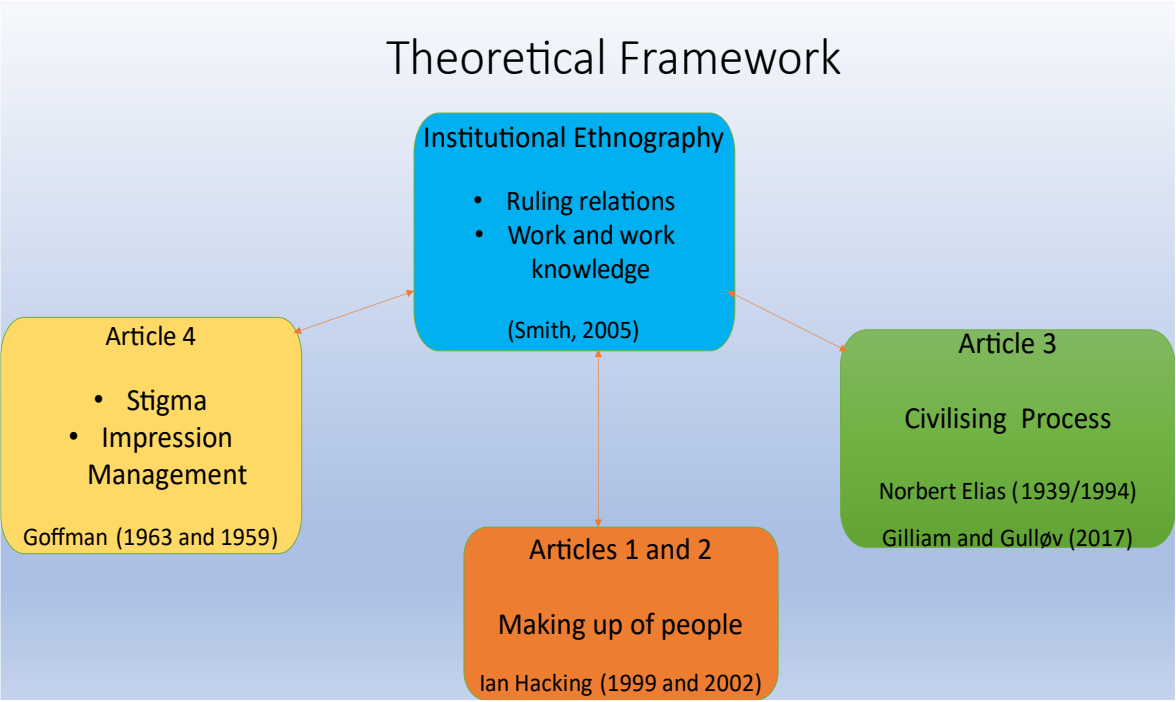 Theoretical Framework
Institutional Ethnography
• Ruling relations
• Work and work
knowledge
(Smith, 2005)
Article 4
• Stigma
• Impression
Management
Goffman (1963 and 1959)
Article 3
Civilising Process
Norbert Elias (1939/1994)
Gilliam and Gulløv (2017)
Articles 1 and 2
Making up of people
Ian Hacking (1999 and 2002)